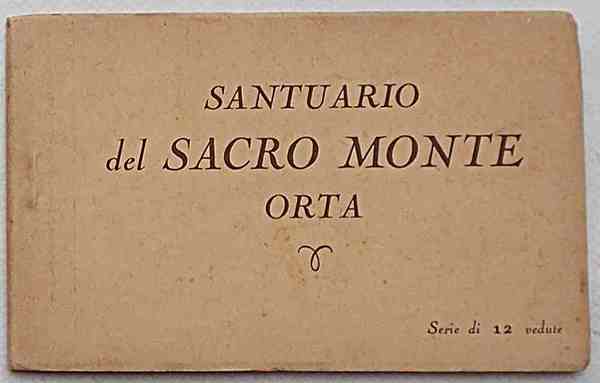 SANTUARIO
del SACRO MONTE
ORTA
Serie di 12 vedute